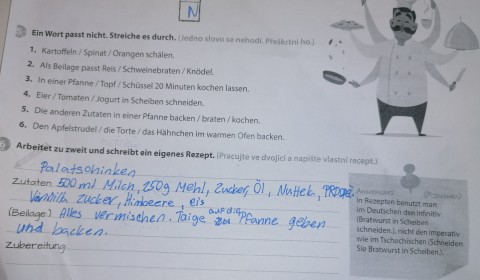 N
Ein Wort passt nicht. Streiche es durch. (Jedno slovo se nehodí. Přeškrtni ho.)
1. Kartoffeln / Spinat / Orangen schälen.
2. Als Beilage passt Reis / Schweinebraten / Knödel.
3. In einer Pfanne / Topf / Schüssel 20 Minuten kochen lassen.
4. Eier / Tomaten / Jogurt in Scheiben schneiden.
5. Die anderen Zutaten in einer Pfanne backen / braten / kochen.
6. Den Apfelstrudel / die Torte / das Hähnchen im warmen Ofen backen.
6 Arbeitet zu zweit und schreibt ein eigenes Rezept. (Pracujte ve dvojici a napište vlastní recept.)
Palatschinken
Zutaten 500 ml Milch, 250g Mehl, Zucker, Öl,
Zucker, Himbeere, eis
(Beilage) Alles vermischen. Taige auf die Pfanne geben
und backen.
Zubereitung
In Rezepten benutzt man
im Deutschen den Infinitiv
(Bratwurst in Scheiben
schneiden.), nicht den Imperativ
wie im Tschechischen (Schneiden
Sie Bratwurst in Scheiben.).